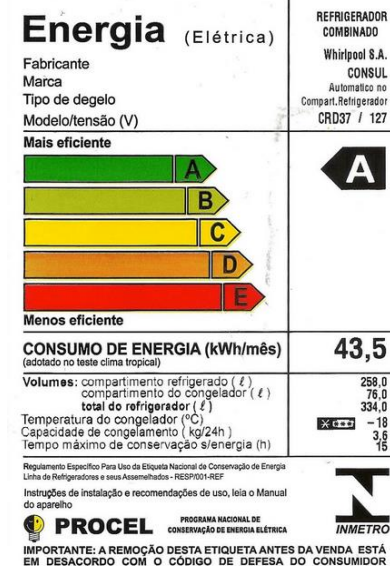 Energia (Elétrica)
REFRIGERADOR
COMBINADO
Fabricante Whirlpool S.A.
Marca CONSUL
Tipo de degelo Automatico no
Compart.Refrigerador
Modelo/tensão (V) CRD37 / 127
Mais eficiente
A
A
B
C
D
E
Menos eficiente
CONSUMO DE ENERGIA (kWh/mês) 43,5
(adotado no teste clima tropical)
Volumes: compartimento refrigerado (ℓ) 258,0
compartimento do congelador (ℓ) 76,0
total do refrigerador (ℓ) 334,0
Temperatura do congelador (ºC) -18
Capacidade de congelamento (kg/24h) 3,6
Tempo máximo de conservação s/energia (h) 15
Regulamento Específico Para Uso da Etiqueta Nacional de Conservação de Energia
Linha de Refrigeradores e seus Assemelhados - RESP/001-REF
Instruções de instalação e recomendações de uso, leia o Manual
do aparelho
PROCEL
PROGRAMA NACIONAL DE
CONSERVAÇÃO DE ENERGIA ELÉTRICA
INMETRO
IMPORTANTE: A REMOÇÃO DESTA ETIQUETA ANTES DA VENDA ESTÁ
EM DESACORDO COM O CÓDIGO DE DEFESA DO CONSUMIDOR